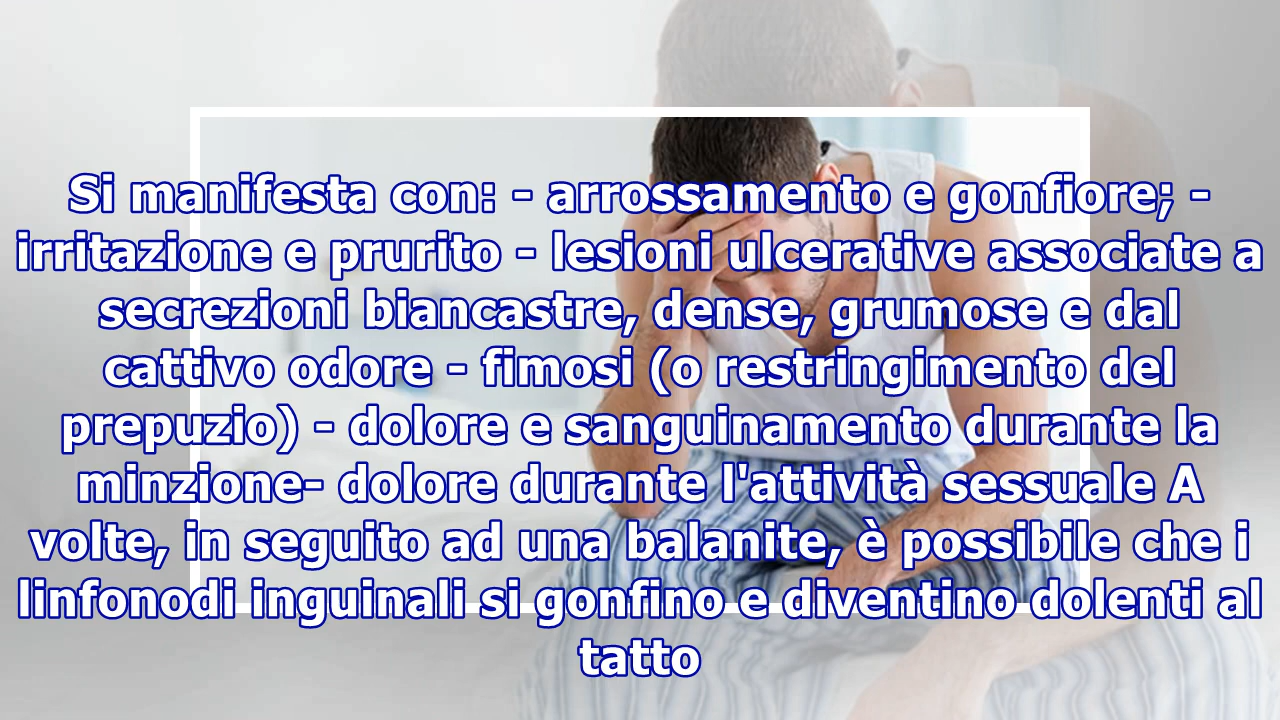 Si manifesta con: - arrossamento e gonfiore; -
irritazione e prurito - lesioni ulcerative associate a
secrezioni biancastre, dense, grumose e dal
cattivo odore - fimosi (o restringimento del
prepuzio) - dolore e sanguinamento durante la
minzione- dolore durante l'attività sessuale A
volte, in seguito ad una balanite, è possibile che i
linfonodi inguinali si gonfino e diventino dolenti al
tatto